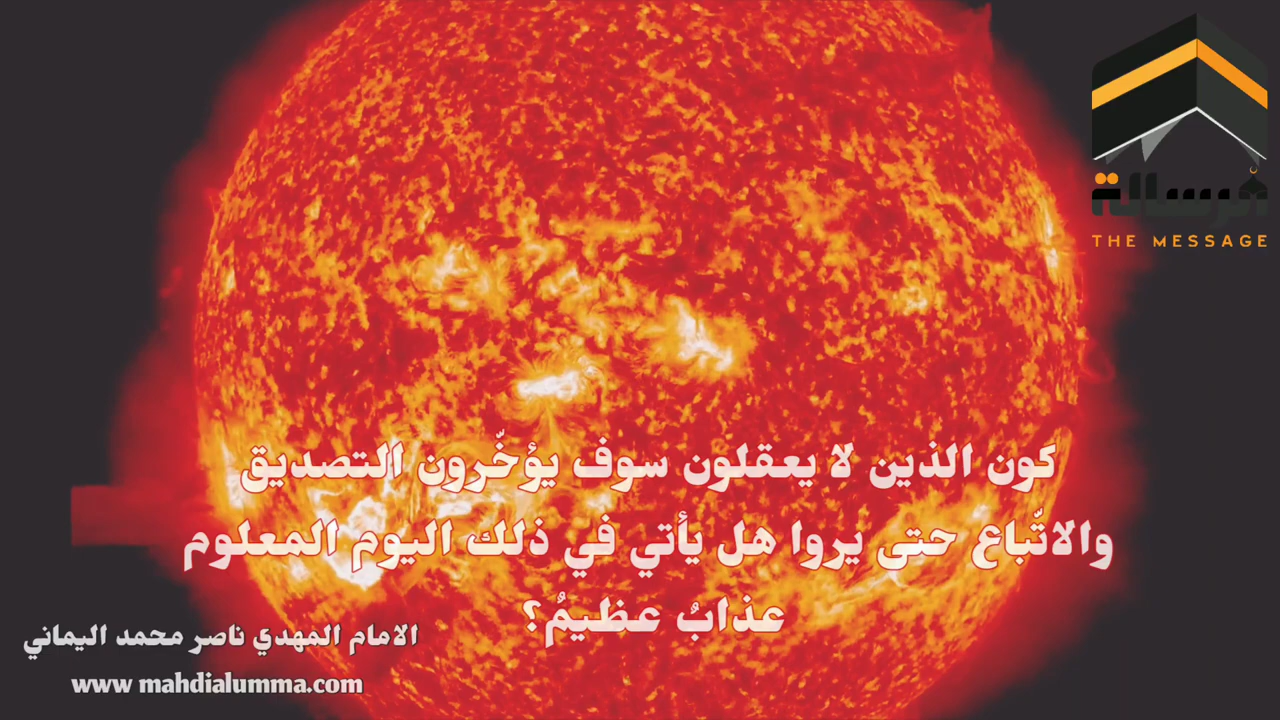 الرسالة
THE MESSAGE
كون الذين لا يعقلون سوف يؤخّرون التصديق
والاتّباع حتى يروا هل يأتي في ذلك اليوم المعلوم
عذابٌ عظيمٌ؟
الامام المهدي ناصر محمد اليماني
www mahdialumma.com